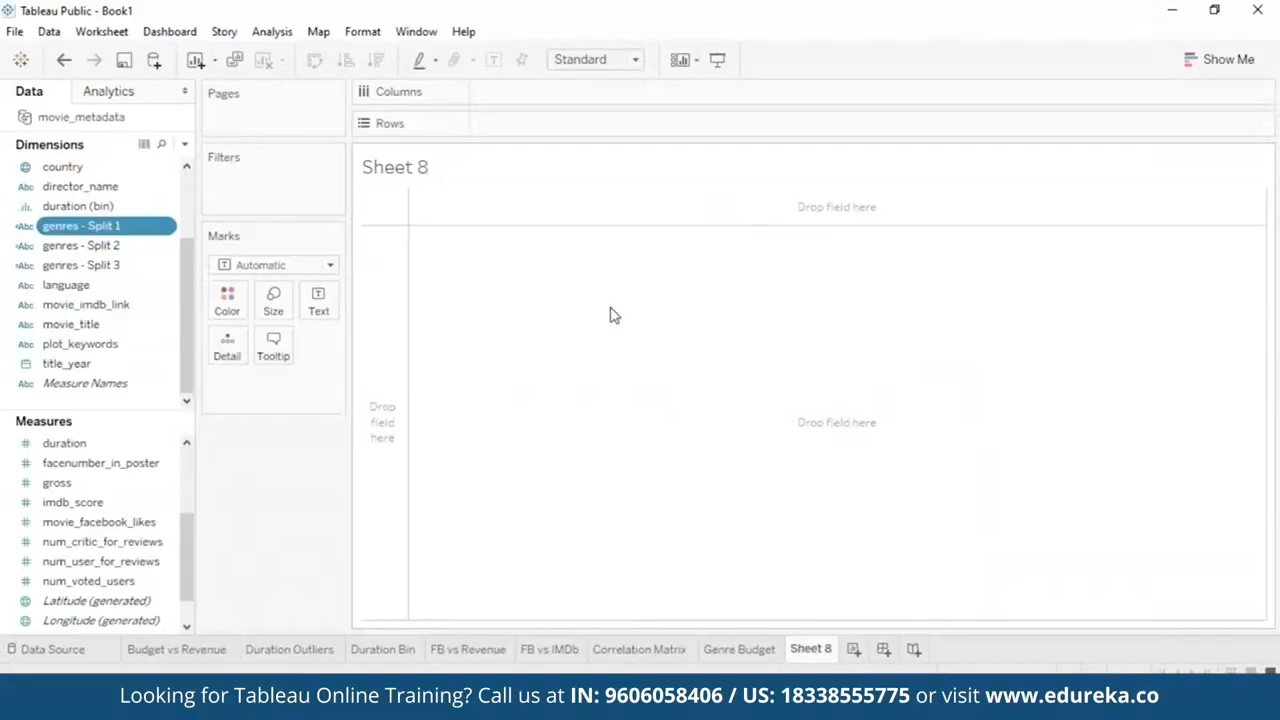 Tableau Public - Book1
File Data Worksheet Dashboard Story Analysis Map Format Window Help
Standard
Show Me
Data Analytics
movie_metadata
Dimensions
country
director_name
duration (bin)
genres - Split 1
genres - Split 2
genres - Split 3
language
movie_imdb_link
movie_title
plot_keywords
title_year
Measure Names
Measures
duration
facenumber_in_poster
gross
imdb_score
movie_facebook_likes
num_critic_for_reviews
num_user_for_reviews
num_voted_users
Latitude (generated)
Longitude (generated)
Pages
Filters
Marks
Automatic
Color Size Text
Detail Tooltip
Columns
Rows
Sheet 8
Drop field here
Drop
field
here
Drop field here
Data Source Budget vs Revenue Duration Outliers Duration Bin FB vs Revenue FB vs IMDb Correlation Matrix Genre Budget Sheet 8
Looking for Tableau Online Training? Call us at IN: 9606058406 / US: 18338555775 or visit www.edureka.co